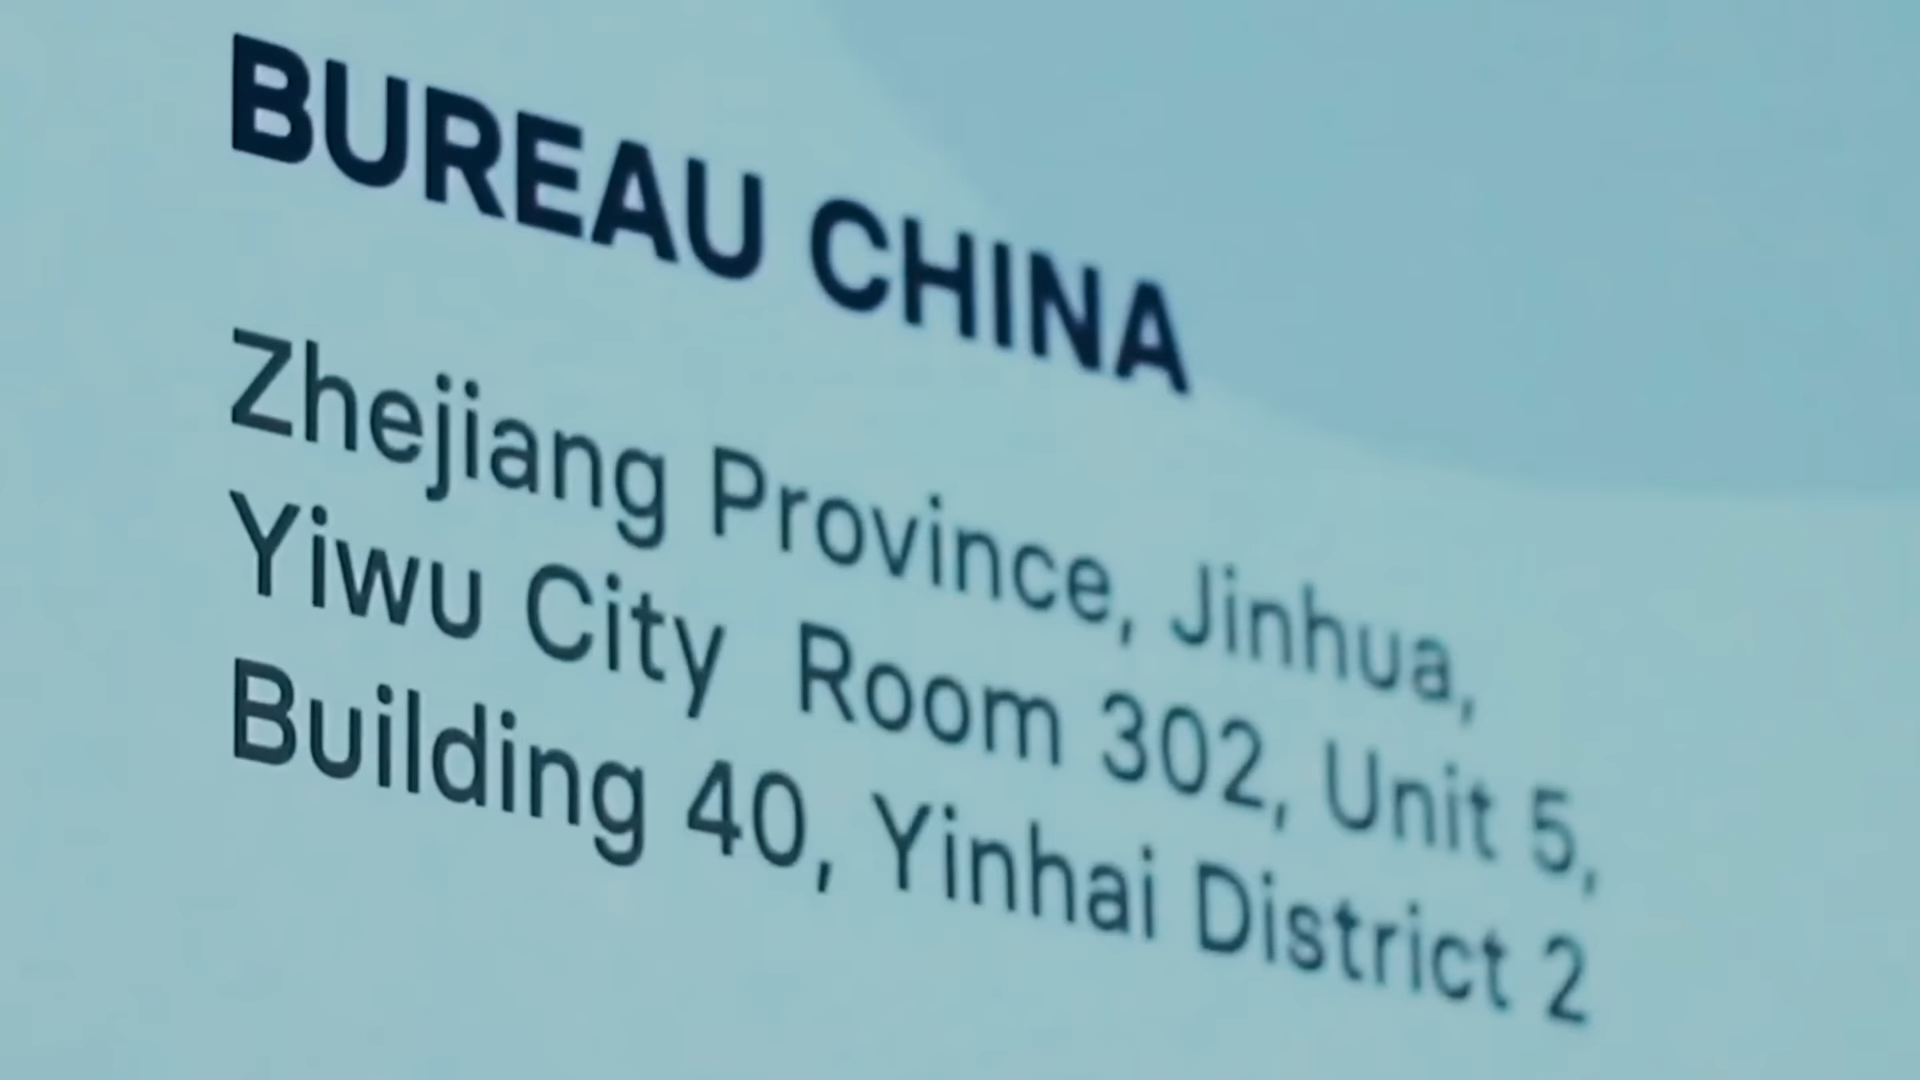 BUREAU CHINA
Zhejiang Province, Jinhua,
Yiwu City  Room 302, Unit 5,
Building 40, Yinhai District 2